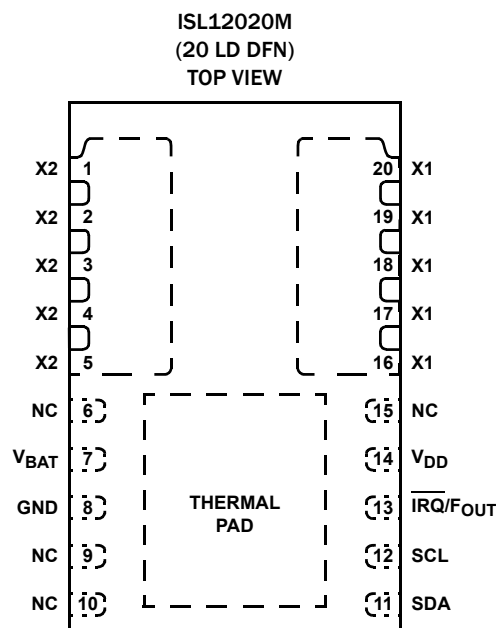 ISL12020M
(20 LD DFN)
TOP VIEW
X2 1 20 X1
X2 2 19 X1
X2 3 18 X1
X2 4 17 X1
X2 5 16 X1
NC 6 15 NC
VBAT 7 14 VDD
GND 8 13 IRQ/FOUT
NC 9 12 SCL
NC 10 11 SDA
THERMAL
PAD